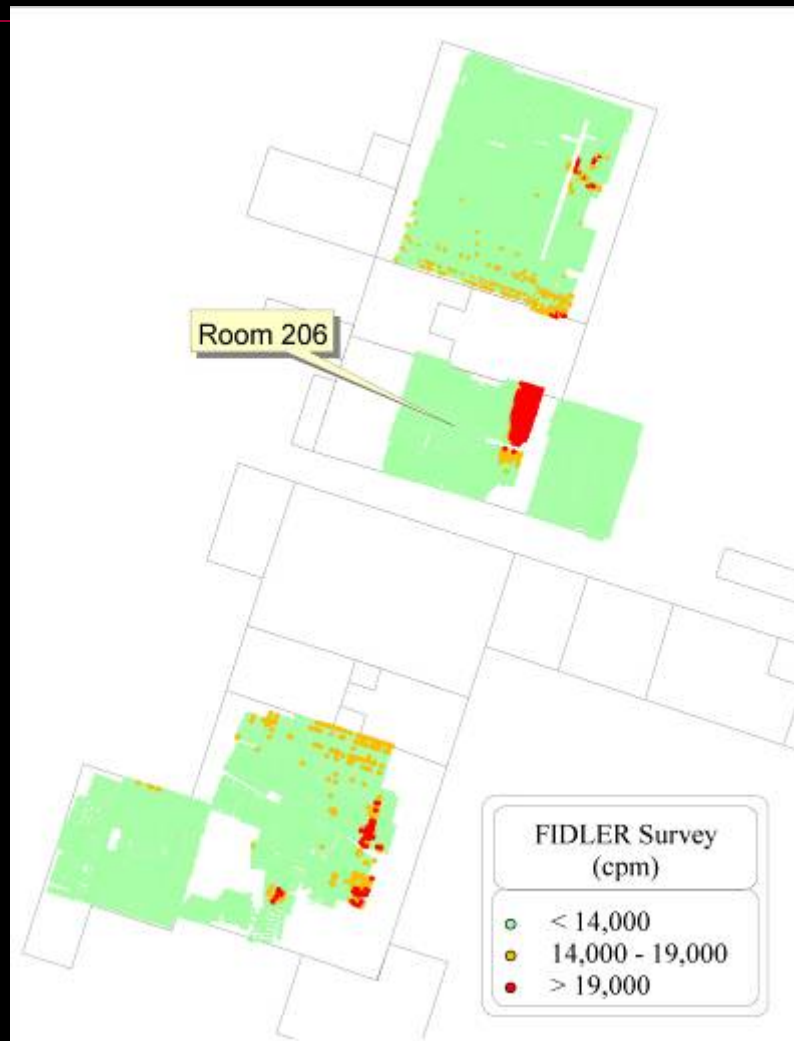 Room 206
FIDLER Survey
(cpm)
< 14,000
14,000 - 19,000
> 19,000